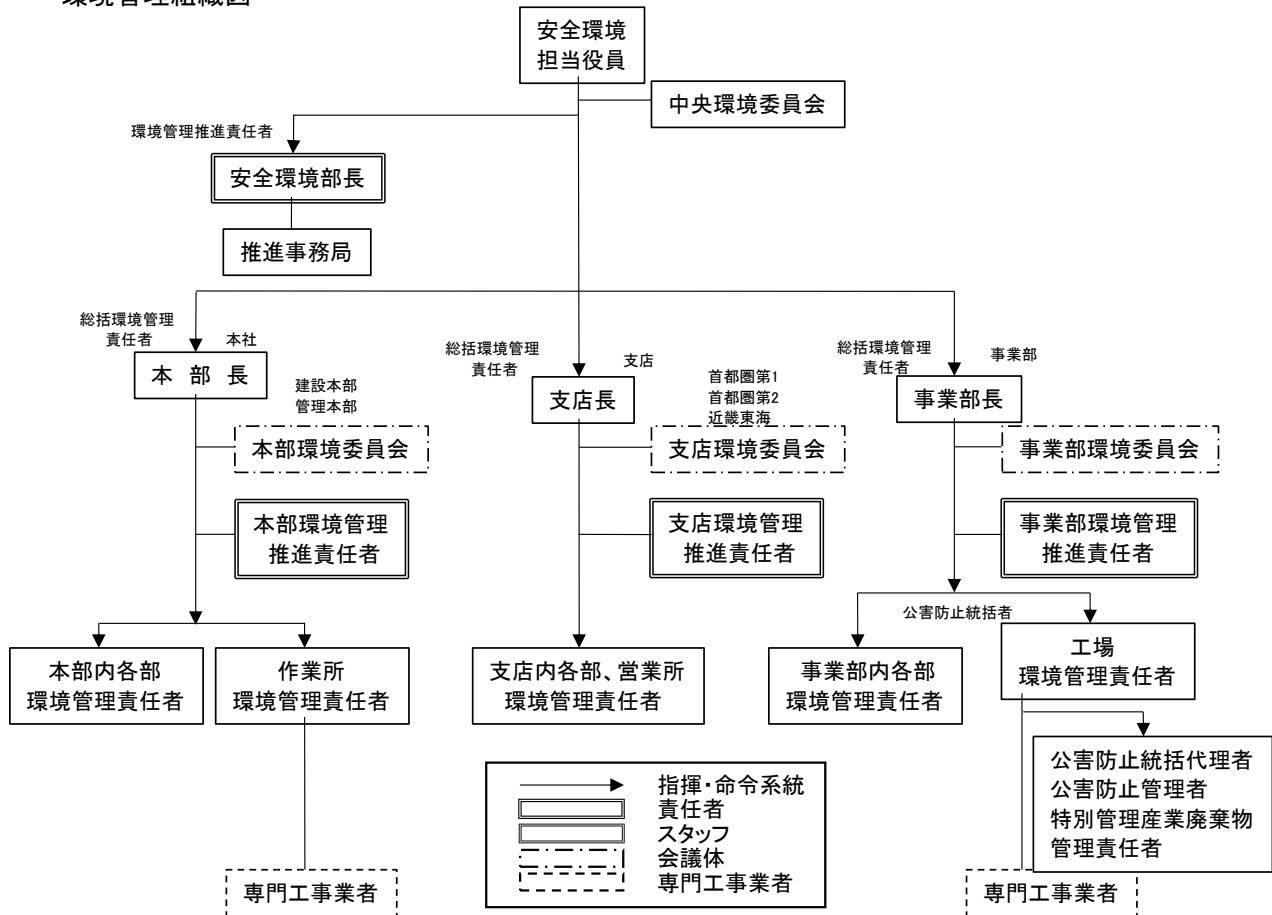 環境管理組織図
安全環境
担当役員
中央環境委員会
環境管理推進責任者
安全環境部長
推進事務局
総括環境管理
責任者
本社
本 部 長
建設本部
管理本部
本部環境委員会
本部環境管理
推進責任者
本部内各部
環境管理責任者
作業所
環境管理責任者
専門工事業者
総括環境管理
責任者
支店
支店長
首都圏第1
首都圏第2
近畿東海
支店環境委員会
支店環境管理
推進責任者
支店内各部、営業所
環境管理責任者
総括環境管理
責任者
事業部
事業部長
事業部環境委員会
事業部環境管理
推進責任者
公害防止統括者
事業部内各部
環境管理責任者
工場
環境管理責任者
公害防止統括代理者
公害防止管理者
特別管理産業廃棄物
管理責任者
専門工事業者
指揮・命令系統
責任者
スタッフ
会議体
専門工事業者